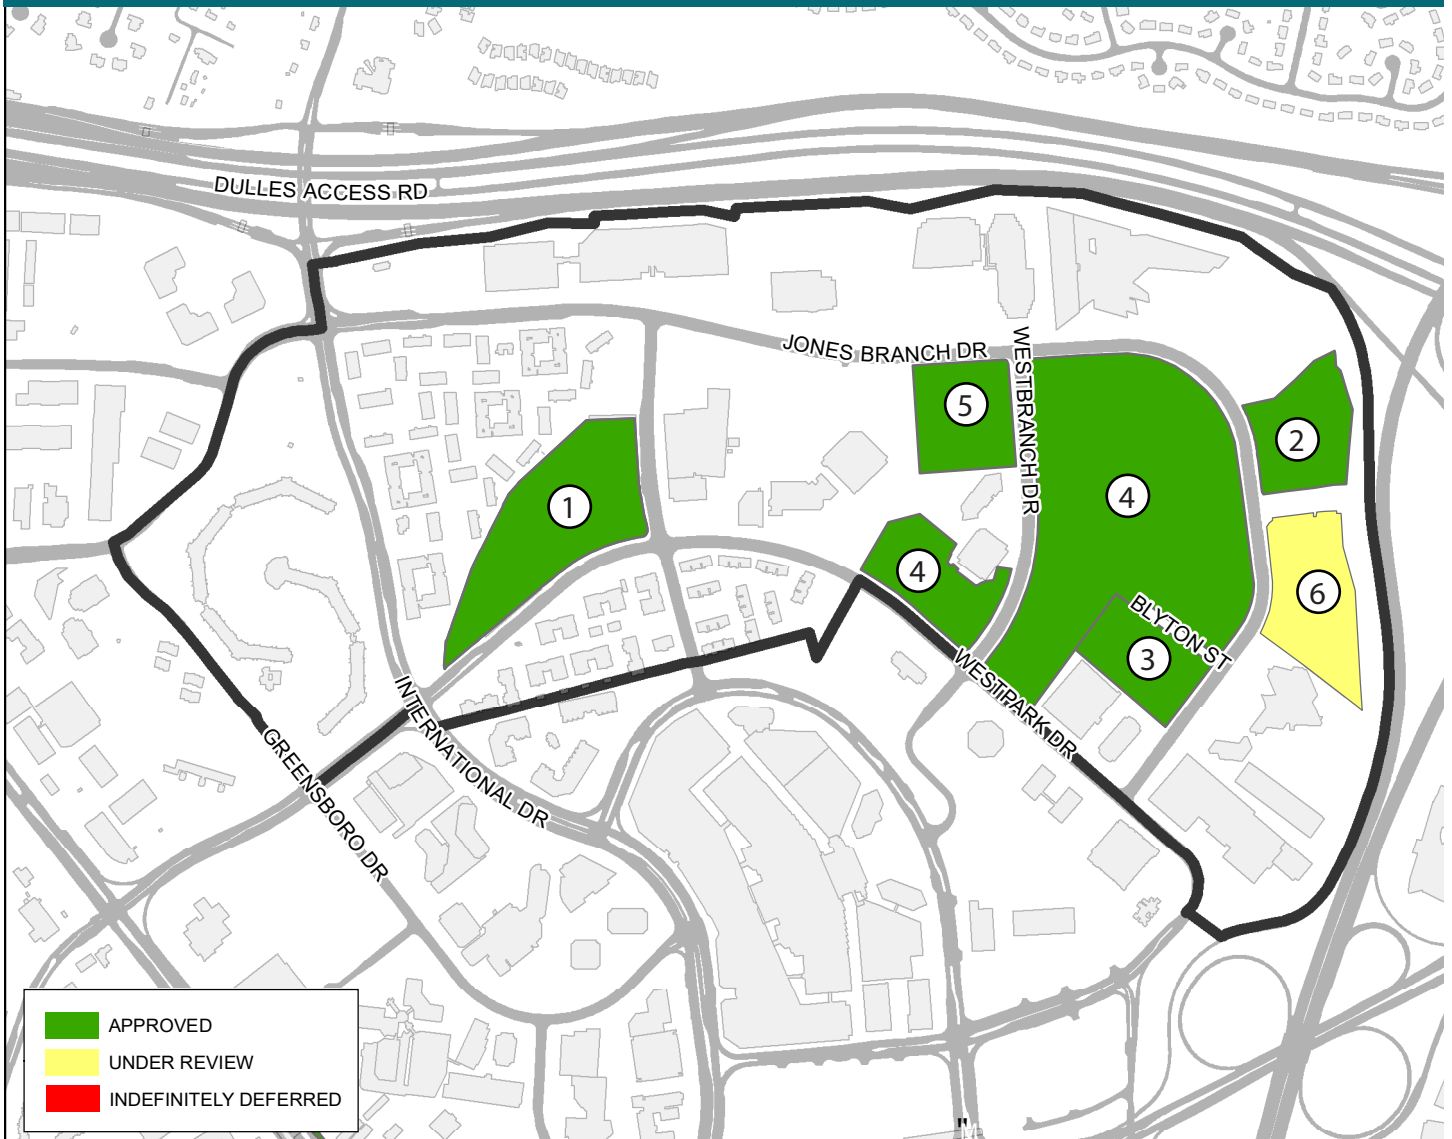 DULLES ACCESS RD
JONES BRANCH DR
WESTBRANCH DR
5
2
4
1
4
6
BLYTON ST
3
WESTPARK DR
INTERNATIONAL DR
GREENSBORO DR
APPROVED
UNDER REVIEW
INDEFINITELY DEFERRED
M